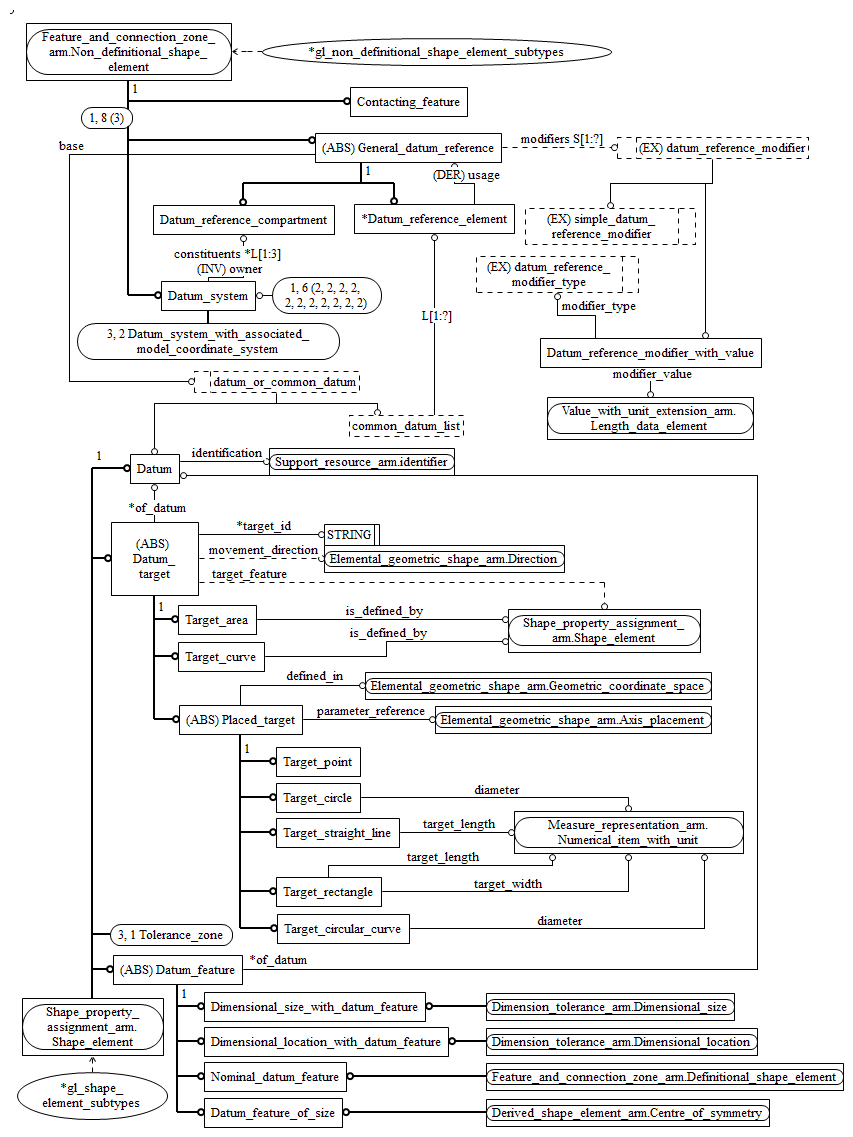 Feature_and_connection_zone_
arm.Non_definitional_shape_
element
*gl_non_definitional_shape_element_subtypes
1
Contacting_feature
1, 8 (3)
base
(ABS) General_datum_reference
modifiers S[1:?]
(EX) datum_reference_modifier
1
(DER) usage
Datum_reference_compartment
*Datum_reference_element
(EX) simple_datum_
reference_modifier
constituents *L[1:3]
(INV) owner
(EX) datum_reference_
modifier_type
Datum_system
1, 6 (2, 2, 2, 2,
2, 2, 2, 2, 2, 2, 2)
modifier_type
L[1:?]
3, 2 Datum_system_with_associated_
model_coordinate_system
Datum_reference_modifier_with_value
modifier_value
datum_or_common_datum
Value_with_unit_extension_arm.
Length_data_element
common_datum_list
1
Datum
identification
Support_resource_arm.identifier
*of_datum
(ABS)
Datum_
target
*target_id
STRING
movement_direction
Elemental_geometric_shape_arm.Direction
target_feature
1
Target_area
is_defined_by
Shape_property_assignment_
arm.Shape_element
Target_curve
is_defined_by
defined_in
Elemental_geometric_shape_arm.Geometric_coordinate_space
(ABS) Placed_target
parameter_reference
Elemental_geometric_shape_arm.Axis_placement
1
Target_point
Target_circle
diameter
Target_straight_line
target_length
Measure_representation_arm.
Numerical_item_with_unit
target_length
Target_rectangle
target_width
Target_circular_curve
diameter
3, 1 Tolerance_zone
(ABS) Datum_feature
*of_datum
1
Shape_property_
assignment_arm.
Shape_element
Dimensional_size_with_datum_feature
Dimension_tolerance_arm.Dimensional_size
Dimensional_location_with_datum_feature
Dimension_tolerance_arm.Dimensional_location
Nominal_datum_feature
Feature_and_connection_zone_arm.Definitional_shape_element
*gl_shape_
element_subtypes
Datum_feature_of_size
Derived_shape_element_arm.Centre_of_symmetry